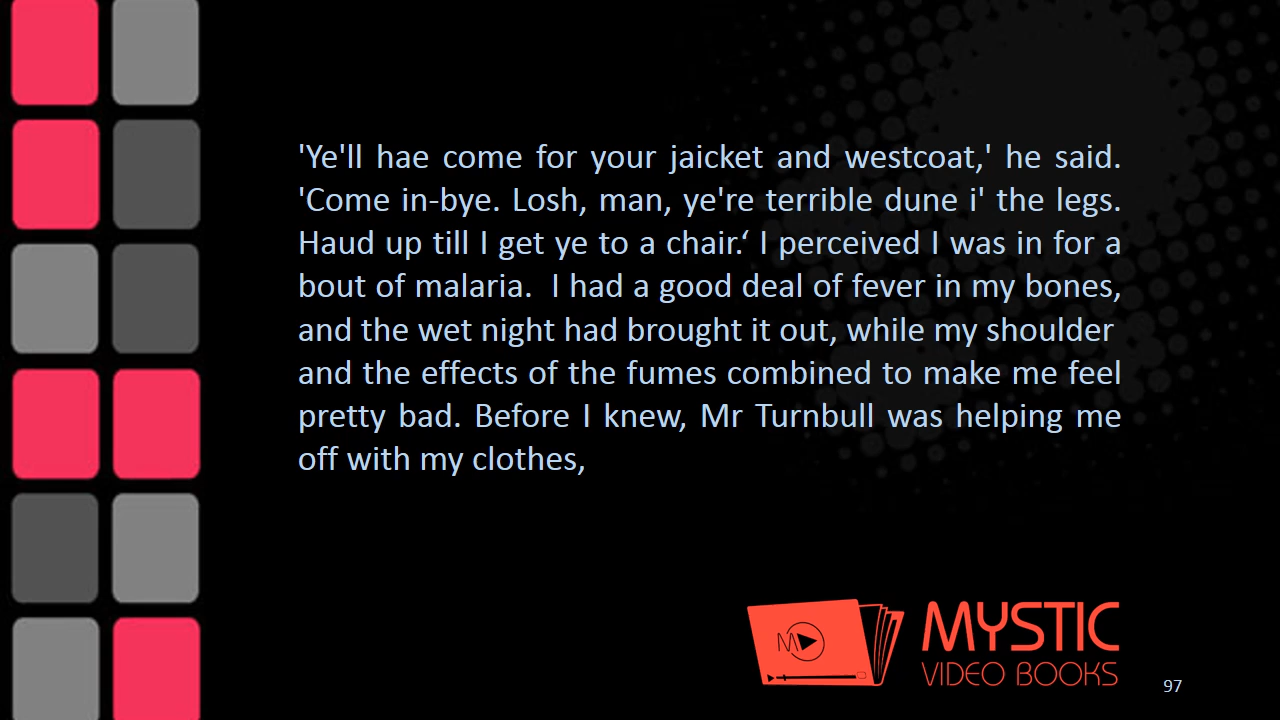 'Ye'll hae come for your jaicket and westcoat,' he said.
'Come in-bye. Losh, man, ye're terrible dune i' the legs.
Haud up till I get ye to a chair.‘ I perceived I was in for a
bout of malaria.  I had a good deal of fever in my bones,
and the wet night had brought it out, while my shoulder
and the effects of the fumes combined to make me feel
pretty bad. Before I knew, Mr Turnbull was helping me
off with my clothes,
M
MYSTIC
VIDEO BOOKS
97